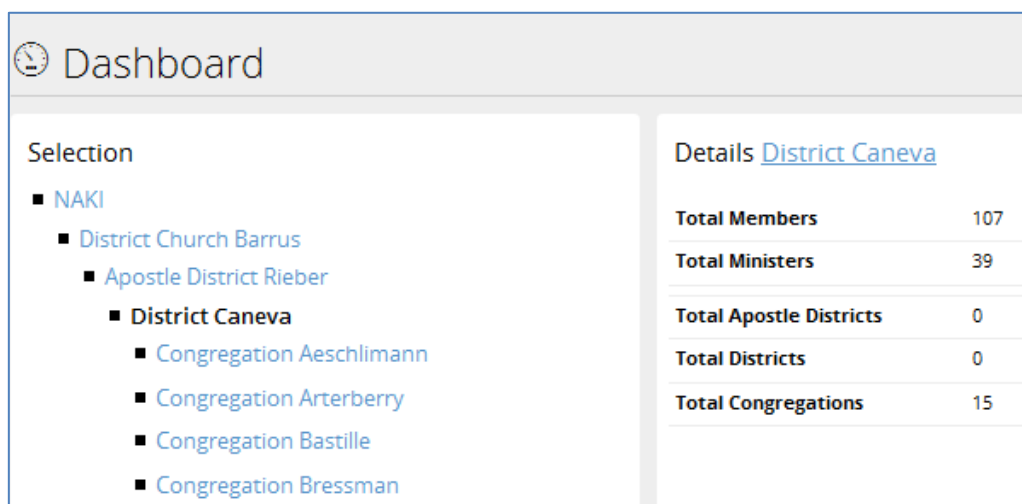 Dashboard
Selection
NAKI
District Church Barrus
Apostle District Rieber
District Caneva
Congregation Aeschlimann
Congregation Arterberry
Congregation Bastille
Congregation Bressman
Details District Caneva
Total Members 107
Total Ministers 39
Total Apostle Districts 0
Total Districts 0
Total Congregations 15